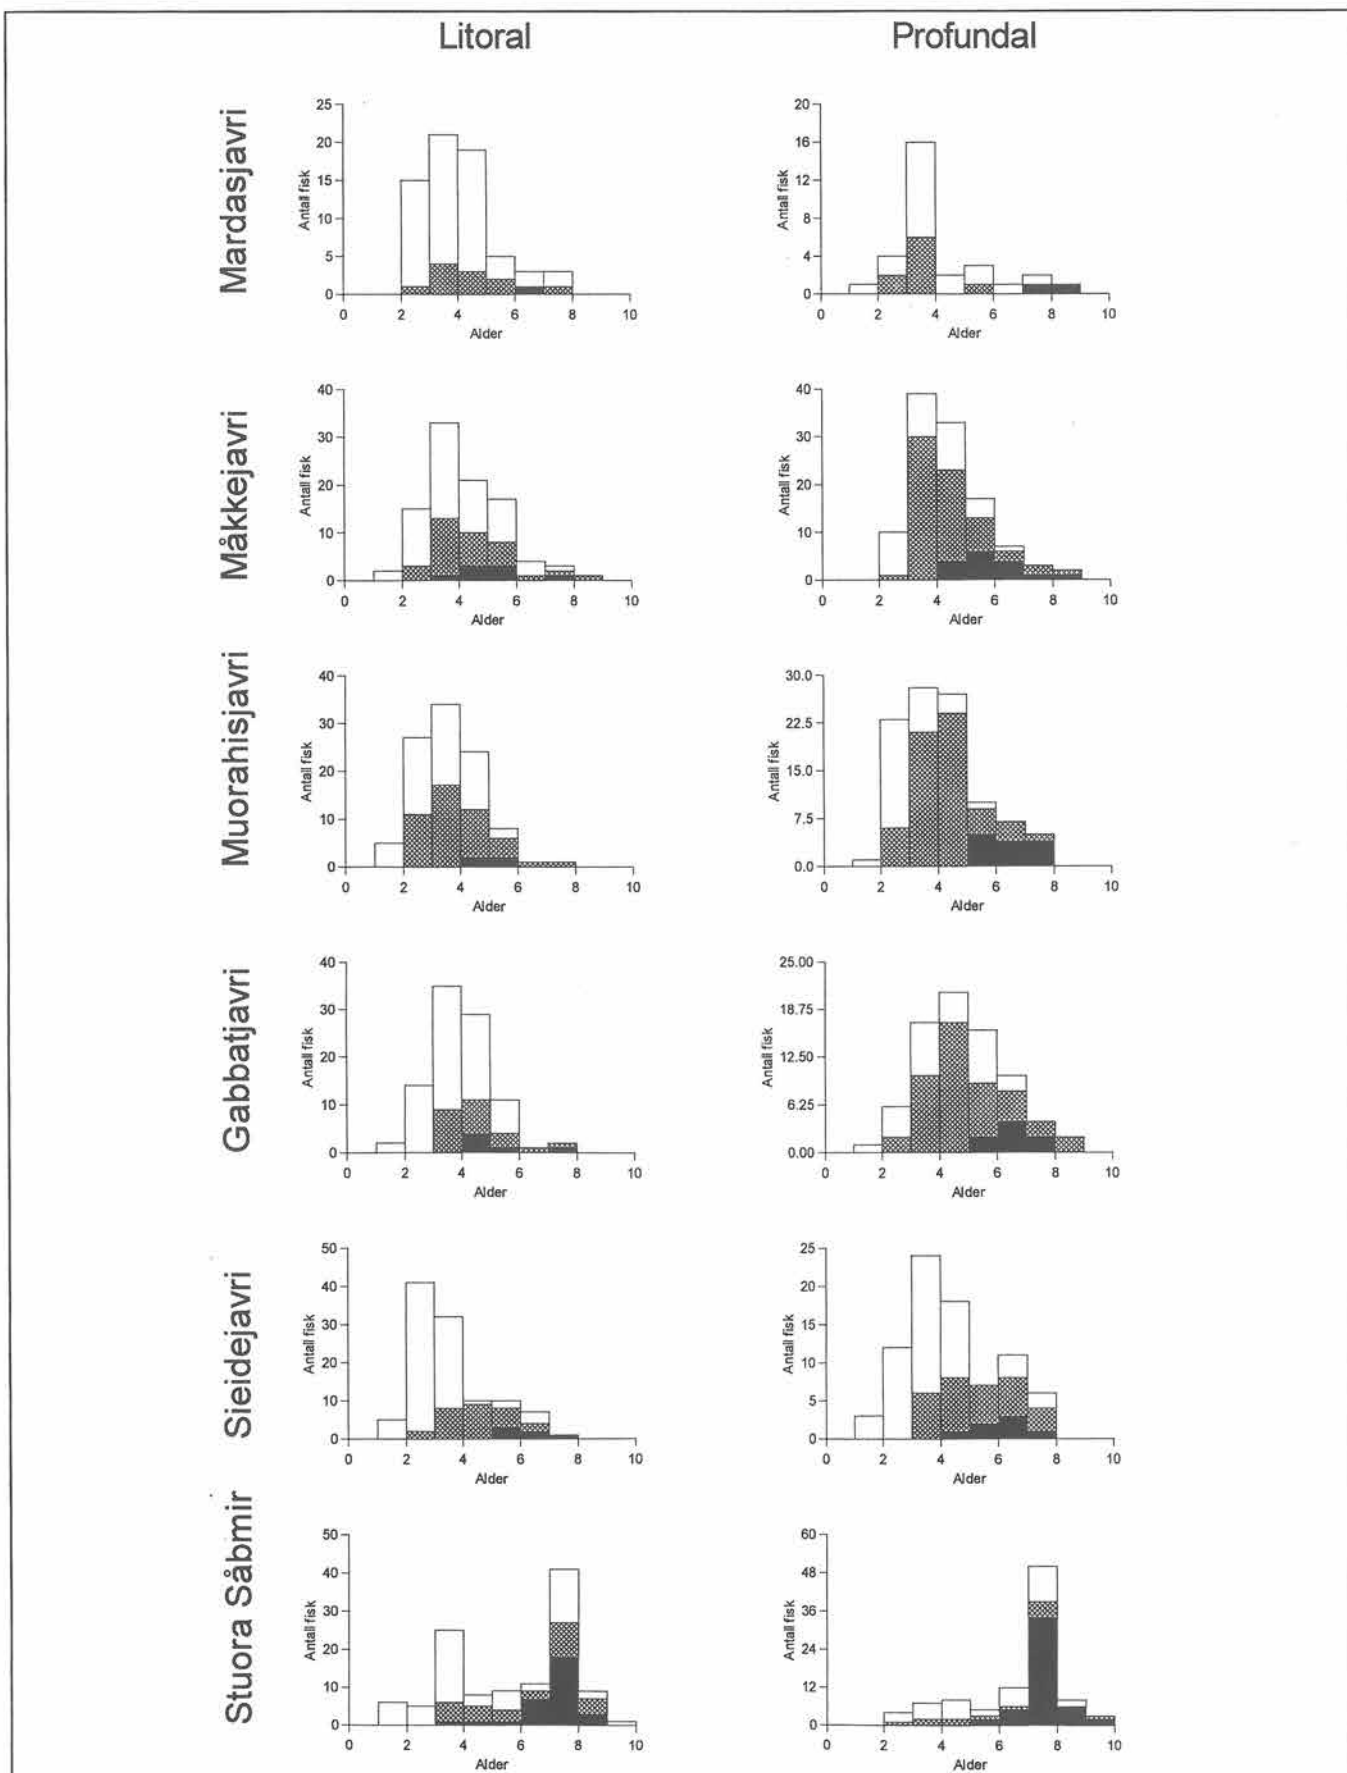 Litoral Profundal
Mardasjavri
Antall fisk
25
20
15
10
5
0
0 2 4 6 8 10
Alder
Antall fisk
20
16
12
8
4
0
0 2 4 6 8 10
Alder
Måkkejavri
Antall fisk
40
30
20
10
0
0 2 4 6 8 10
Alder
Antall fisk
40
30
20
10
0
0 2 4 6 8 10
Alder
Muorahisjavri
Antall fisk
40
30
20
10
0
0 2 4 6 8 10
Alder
Antall fisk
30.0
22.5
15.0
7.5
0.0
0 2 4 6 8 10
Alder
Gabbatjavri
Antall fisk
40
30
20
10
0
0 2 4 6 8 10
Alder
Antall fisk
25.00
18.75
12.50
6.25
0.00
0 2 4 6 8 10
Alder
Sieidejavri
Antall fisk
50
40
30
20
10
0
0 2 4 6 8 10
Alder
Antall fisk
25
20
15
10
5
0
0 2 4 6 8 10
Alder
Stuora Såbmir
Antall fisk
50
40
30
20
10
0
0 2 4 6 8 10
Alder
Antall fisk
60
48
36
24
12
0
0 2 4 6 8 10
Alder